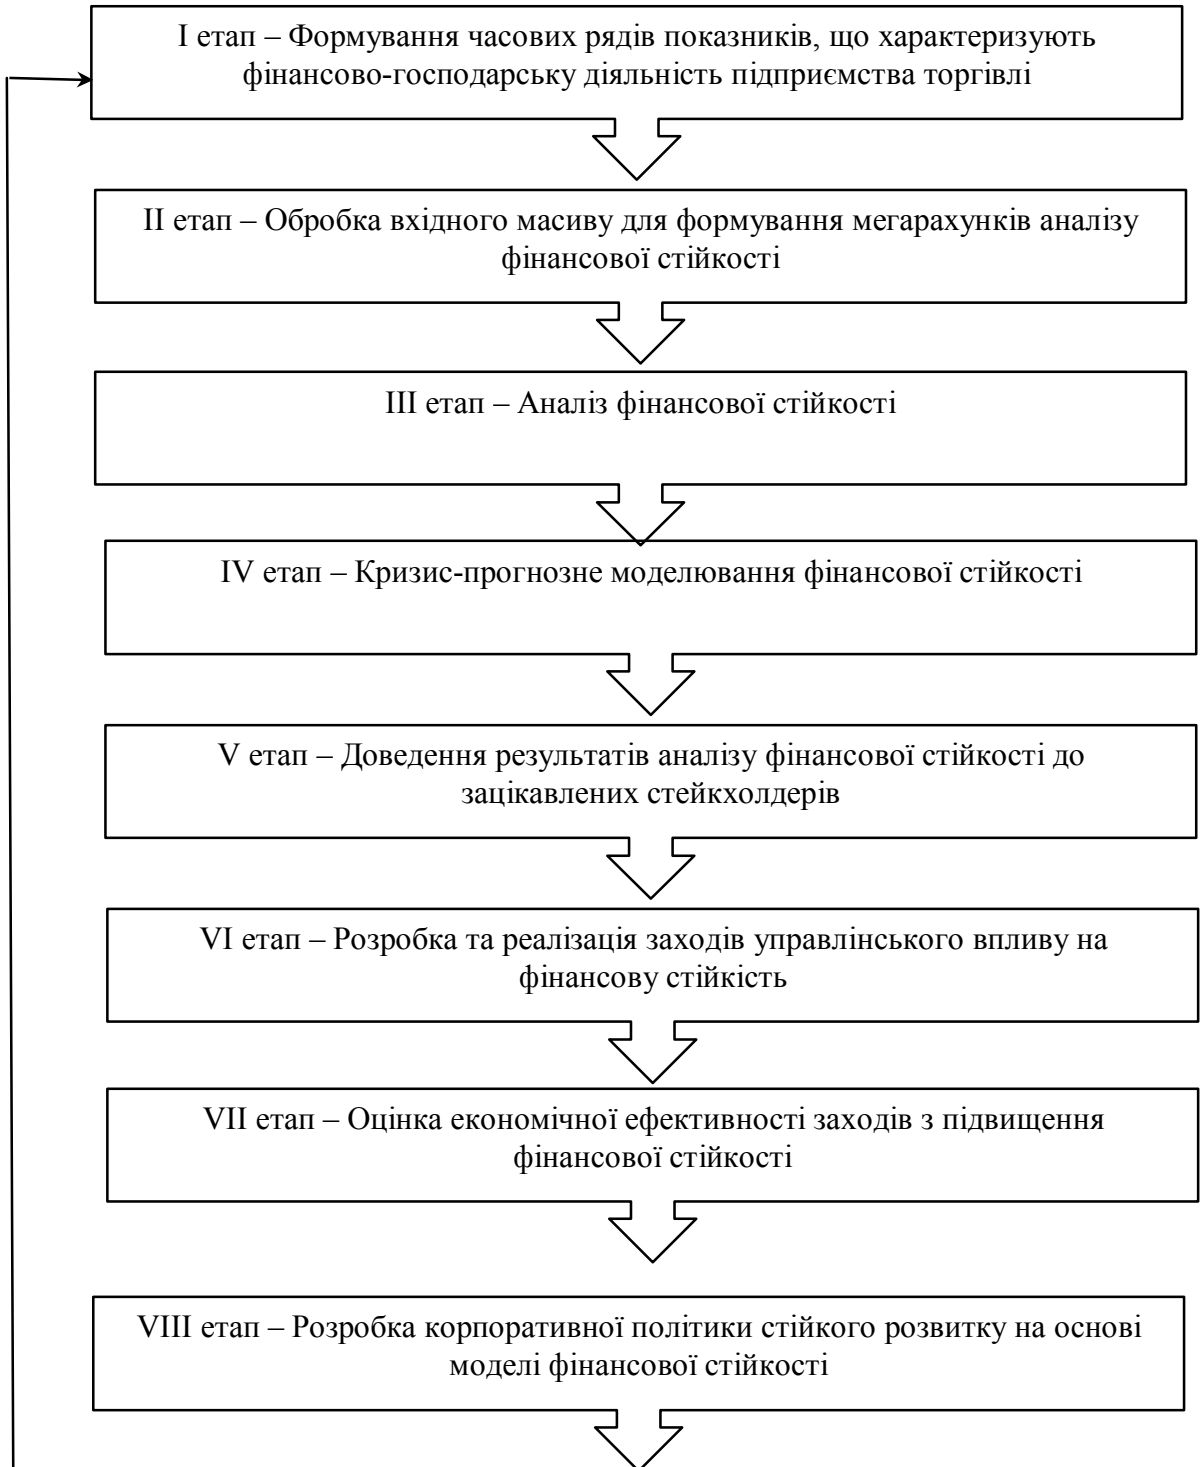 I етап – Формування часових рядів показників, що характеризують
фінансово-господарську діяльність підприємства торгівлі
II етап – Обробка вхідного масиву для формування мегарахунків аналізу
фінансової стійкості
III етап – Аналіз фінансової стійкості
IV етап – Кризис-прогнозне моделювання фінансової стійкості
V етап – Доведення результатів аналізу фінансової стійкості до
зацікавлених стейкхолдерів
VI етап – Розробка та реалізація заходів управлінського впливу на
фінансову стійкість
VII етап – Оцінка економічної ефективності заходів з підвищення
фінансової стійкості
VIII етап – Розробка корпоративної політики стійкого розвитку на основі
моделі фінансової стійкості